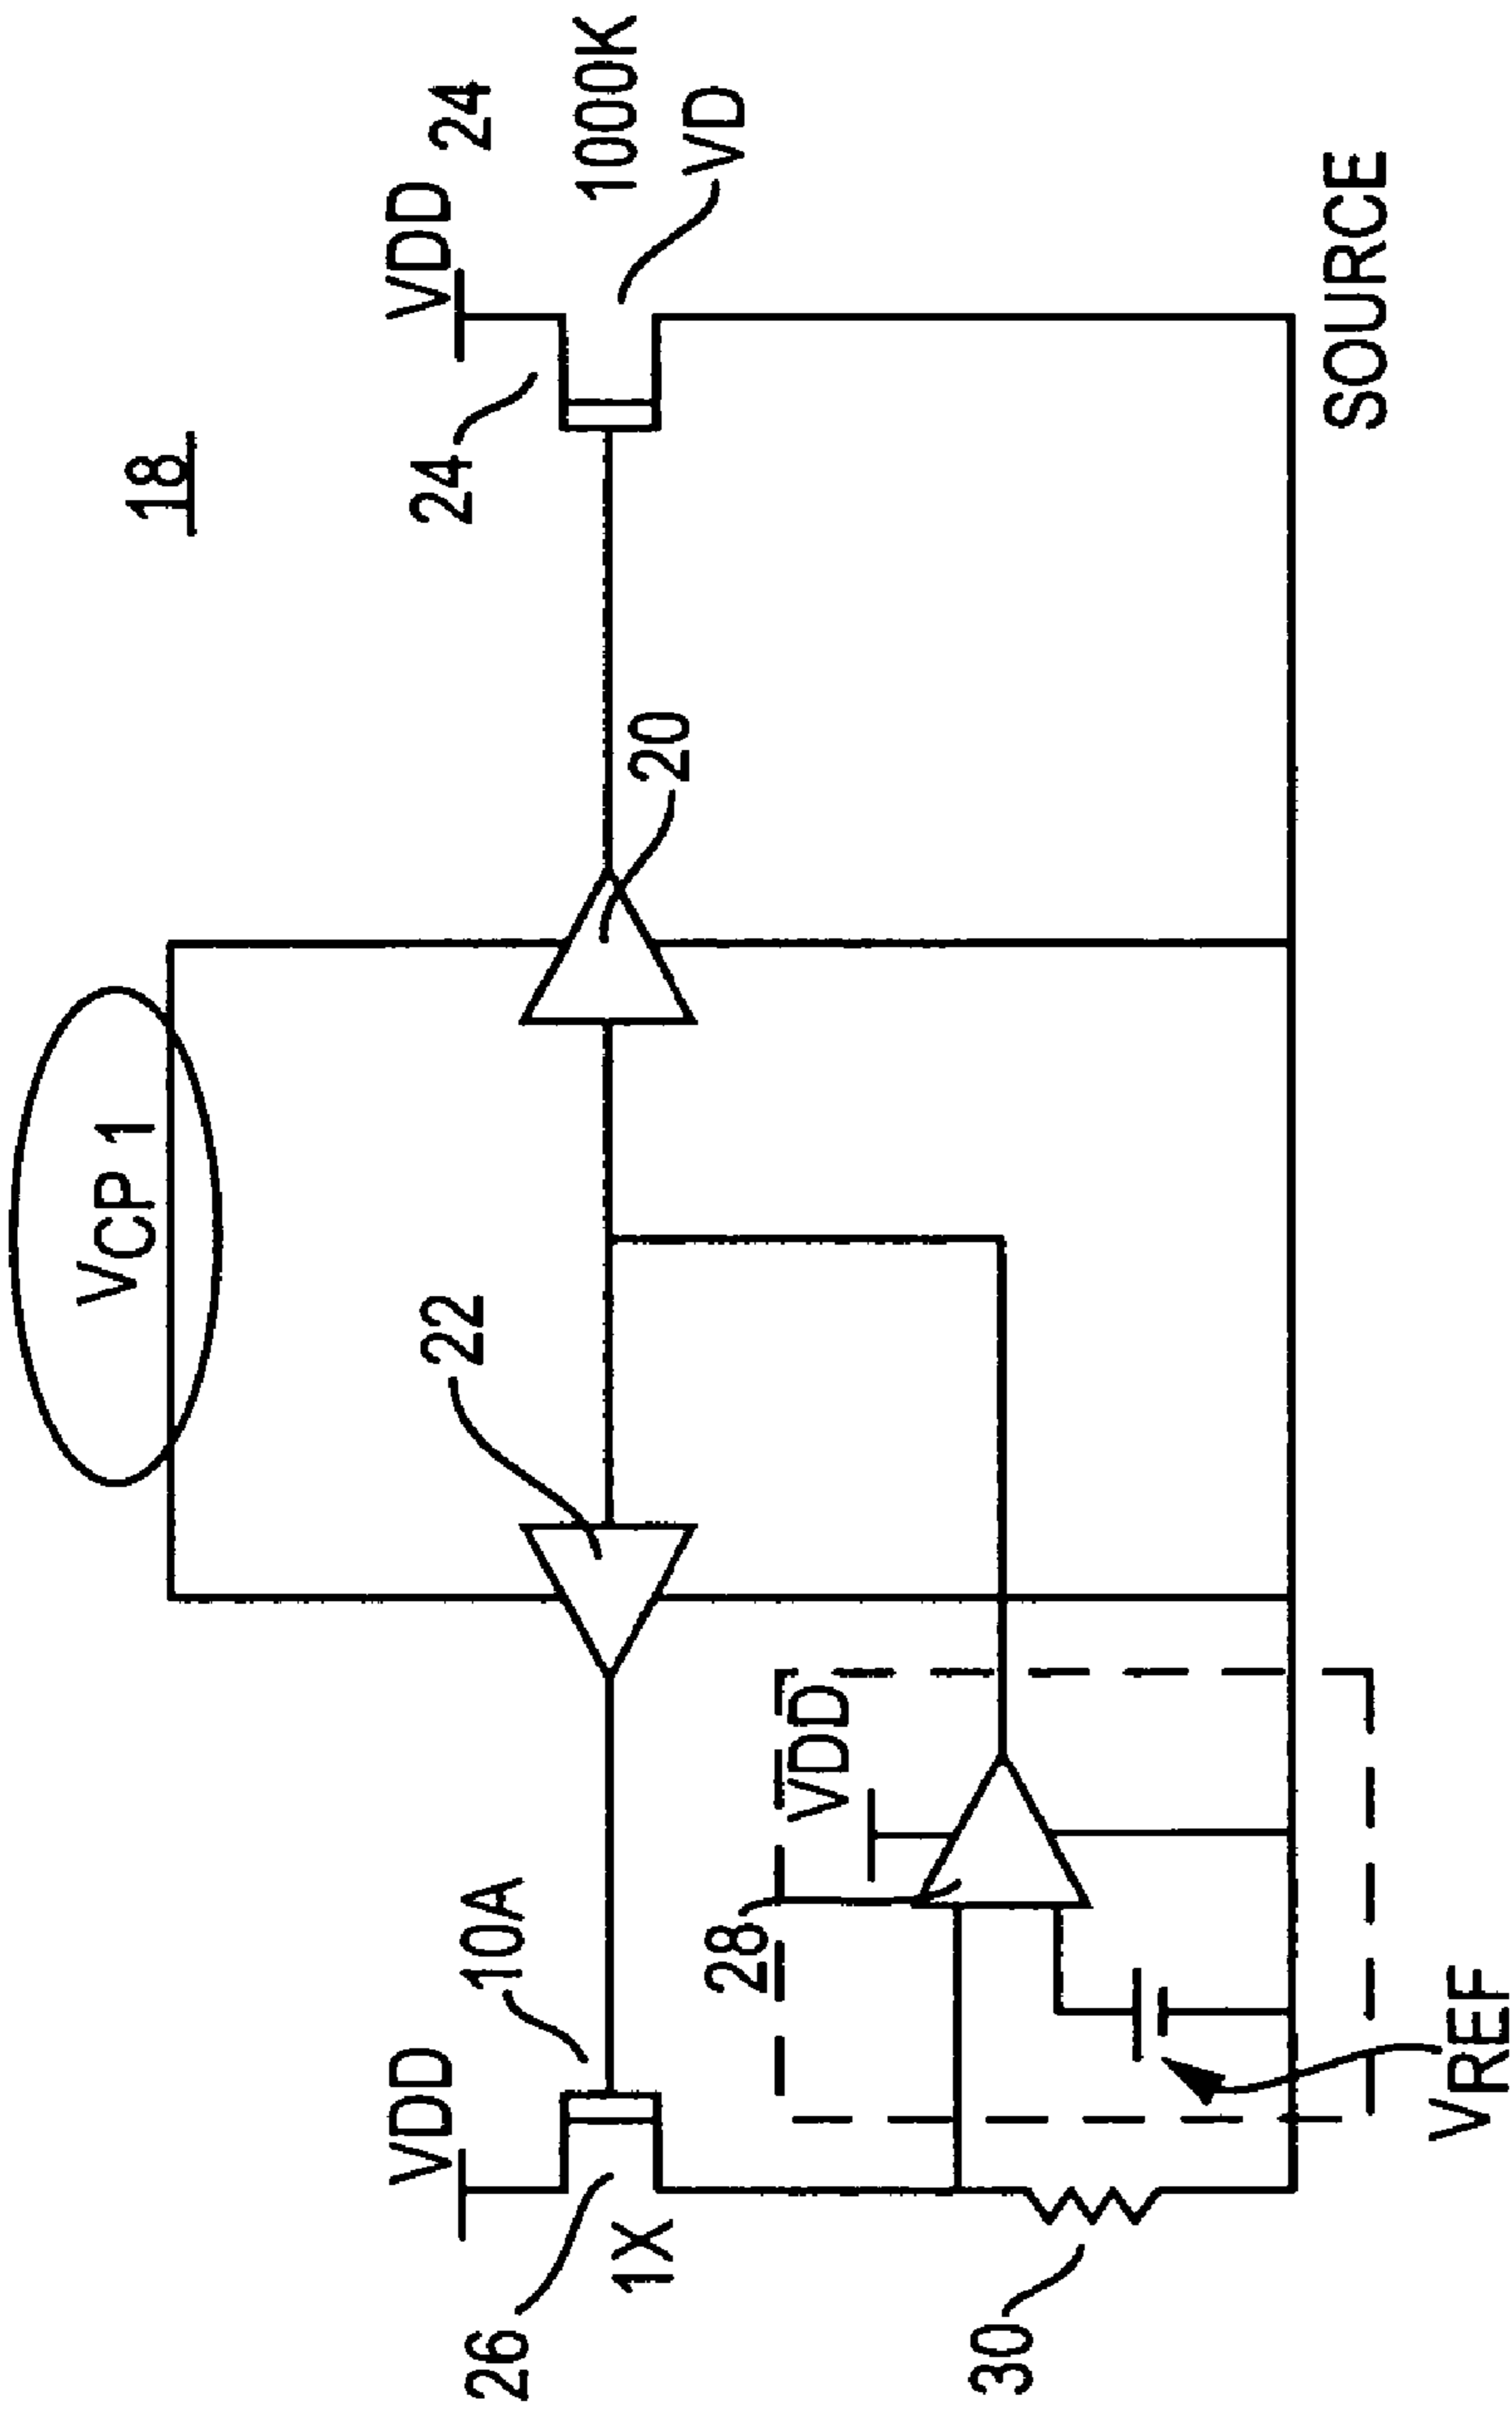 18
VCP 1
VDD
10A
22
20
24
VDD 24
1000K
VD
26
1X
28
VDD
30
VREF
SOURCE